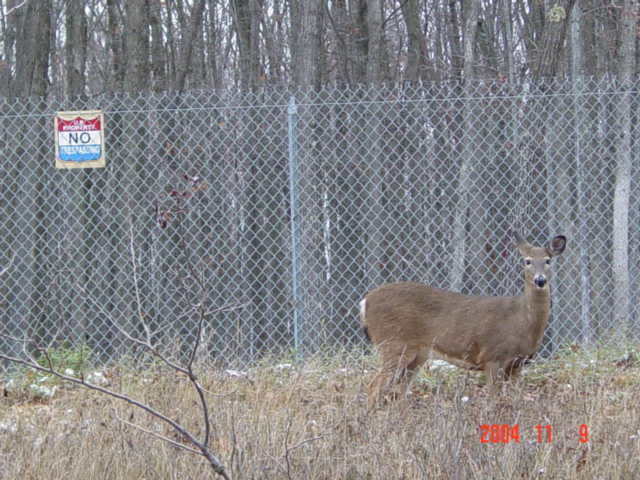 U.S.
PROPERTY
NO
TRESPASSING
2004 11 9